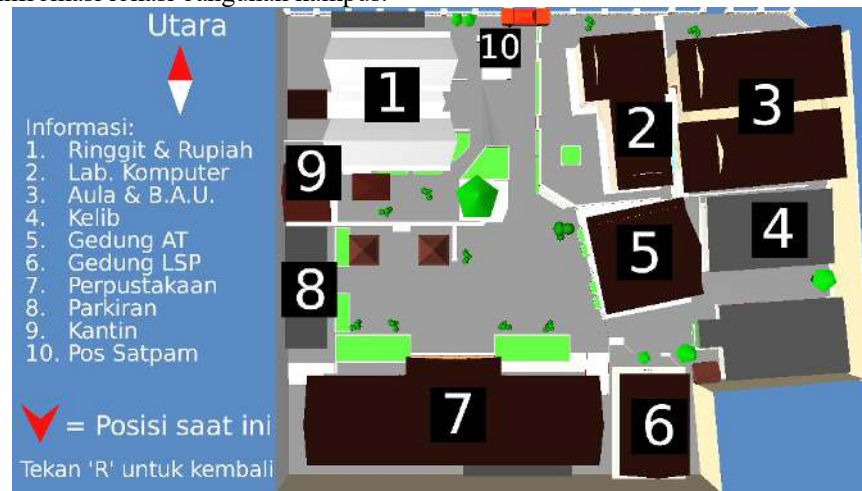 Utara
Informasi:
1. Ringgit & Rupiah
2. Lab. Komputer
3. Aula & B.A.U.
4. Kelib
5. Gedung AT
6. Gedung LSP
7. Perpustakaan
8. Parkiran
9. Kantin
10. Pos Satpam
= Posisi saat ini
Tekan 'R' untuk kembali
10
1
2
3
9
4
5
8
7
6